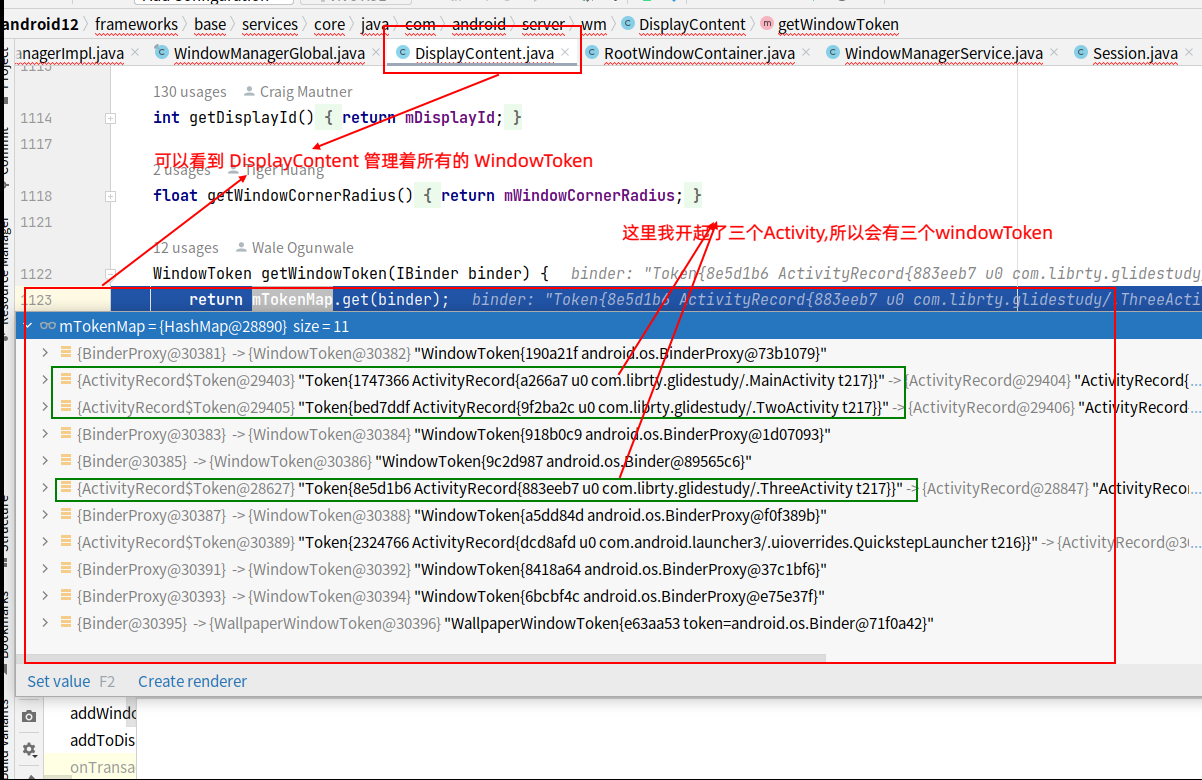 android12 frameworks base services core java com android server wm DisplayContent getWindowToken
nagerImpl.java WindowManagerGlobal.java DisplayContent.java RootWindowContainer.java WindowManagerService.java Session.java
130 usages Craig Mautner
1114 int getDisplayId() { return mDisplayId; }
1117
可以看到 DisplayContent 管理着所有的 WindowToken
2 usages Tiger Huang
1118 float getWindowCornerRadius() { return mWindowCornerRadius; }
1121
这里我开起了三个Activity,所以会有三个windowToken
12 usages Wale Ogunwale
1122 WindowToken getWindowToken(IBinder binder) { binder: "Token{8e5d1b6 ActivityRecord{883eeb7 u0 com.librty.glidestudy
1123 return mTokenMap.get(binder); binder: "Token{8e5d1b6 ActivityRecord{883eeb7 u0 com.librty.glidestudy/.ThreeActi
mTokenMap = {HashMap@28890} size = 11
{BinderProxy@30381} -> {WindowToken@30382} "WindowToken{190a21f android.os.BinderProxy@73b1079}"
{ActivityRecord$Token@29403} "Token{1747366 ActivityRecord{a266a7 u0 com.librty.glidestudy/.MainActivity t217}}" -> {ActivityRecord@29404} "ActivityRecord{...
{ActivityRecord$Token@29405} "Token{bed7ddf ActivityRecord{9f2ba2c u0 com.librty.glidestudy/.TwoActivity t217}}" -> {ActivityRecord@29406} "ActivityRecord...
{BinderProxy@30383} -> {WindowToken@30384} "WindowToken{918b0c9 android.os.BinderProxy@1d07093}"
{Binder@30385} -> {WindowToken@30386} "WindowToken{9c2d987 android.os.Binder@89565c6}"
{ActivityRecord$Token@28627} "Token{8e5d1b6 ActivityRecord{883eeb7 u0 com.librty.glidestudy/.ThreeActivity t217}}" -> {ActivityRecord@28847} "ActivityReco...
{BinderProxy@30387} -> {WindowToken@30388} "WindowToken{a5dd84d android.os.BinderProxy@f0f389b}"
{ActivityRecord$Token@30389} "Token{2324766 ActivityRecord{dcd8afd u0 com.android.launcher3/.uioverrides.QuickstepLauncher t216}}" -> {ActivityRecord@30...
{BinderProxy@30391} -> {WindowToken@30392} "WindowToken{8418a64 android.os.BinderProxy@37c1bf6}"
{BinderProxy@30393} -> {WindowToken@30394} "WindowToken{6bcbf4c android.os.BinderProxy@e75e37f}"
{Binder@30395} -> {WallpaperWindowToken@30396} "WallpaperWindowToken{e63aa53 token=android.os.Binder@71f0a42}"
Set value F2 Create renderer
addWindo
addToDis
onTransa